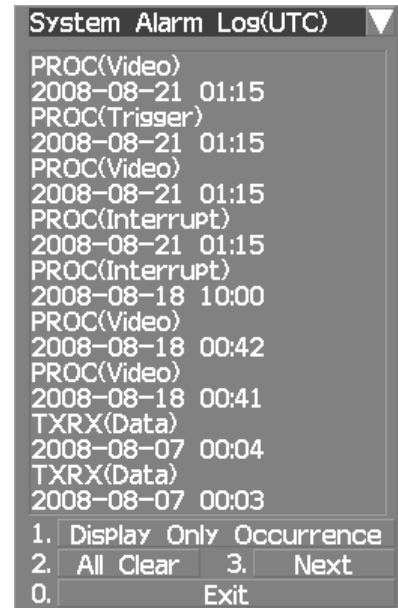 System Alarm Log(UTC)
PROC(Video)
2008-08-21 01:15
PROC(Trigger)
2008-08-21 01:15
PROC(Video)
2008-08-21 01:15
PROC(Interrupt)
2008-08-21 01:15
PROC(Interrupt)
2008-08-18 10:00
PROC(Video)
2008-08-18 00:42
PROC(Video)
2008-08-18 00:41
TXRX(Data)
2008-08-07 00:04
TXRX(Data)
2008-08-07 00:03
1. Display Only Occurrence
2. All Clear 3. Next
0. Exit